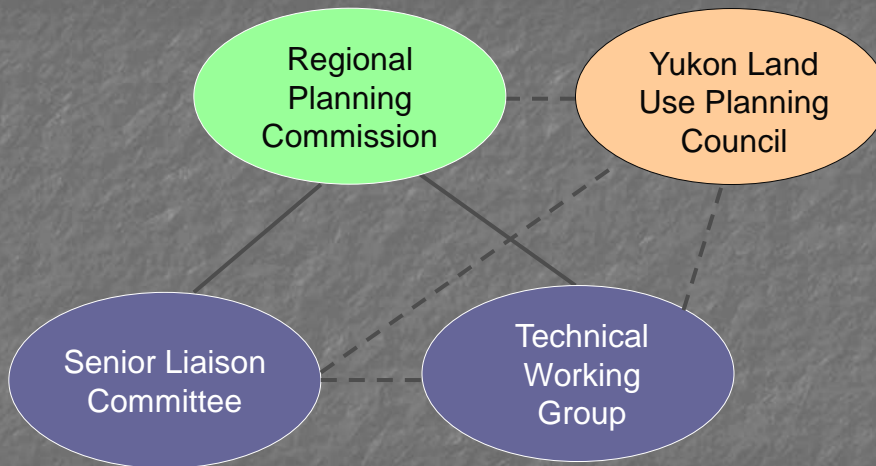 Regional
Planning
Commission
Yukon Land
Use Planning
Council
Senior Liaison
Committee
Technical
Working
Group